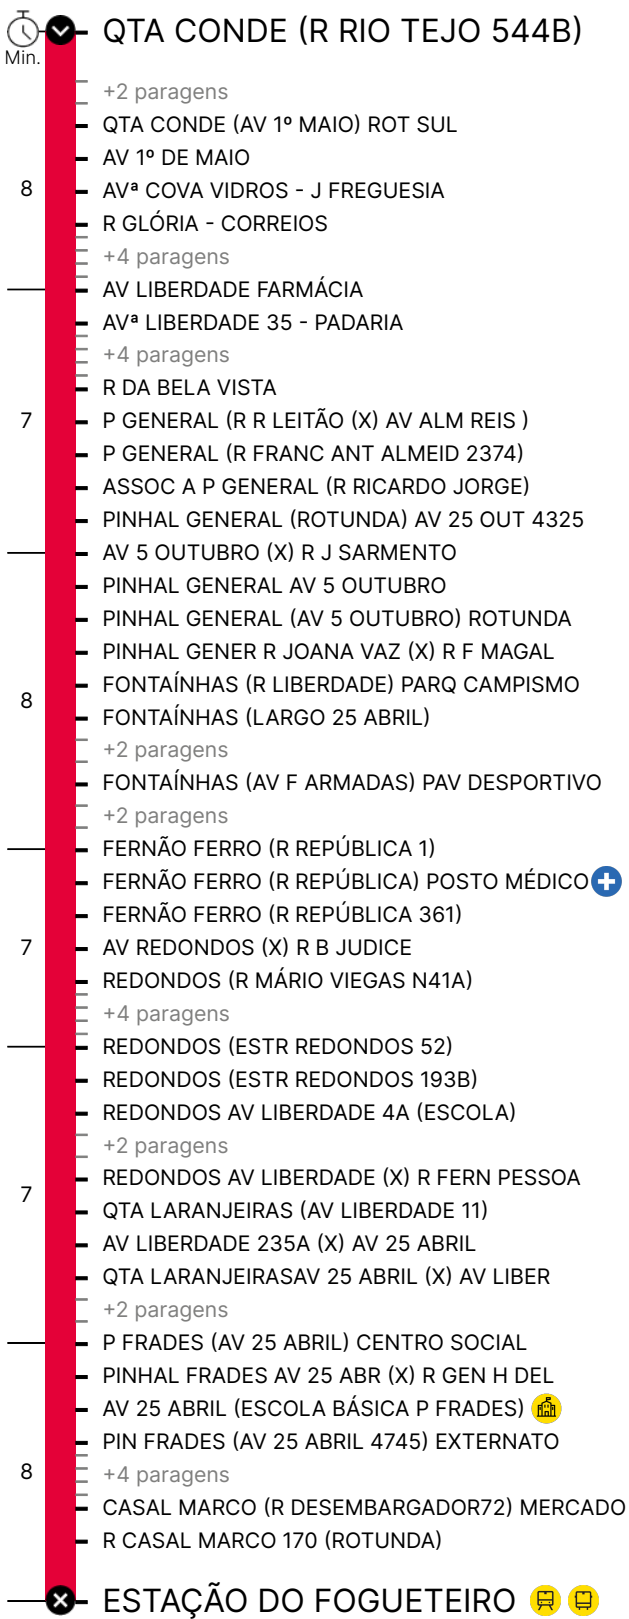 QTA CONDE (R RIO TEJO 544B)
Min.
+2 paragens
QTA CONDE (AV 1º MAIO) ROT SUL
AV 1º DE MAIO
8
AVª COVA VIDROS - J FREGUESIA
R GLÓRIA - CORREIOS
+4 paragens
AV LIBERDADE FARMÁCIA
AVª LIBERDADE 35 - PADARIA
+4 paragens
R DA BELA VISTA
7
P GENERAL (R R LEITÃO (X) AV ALM REIS )
P GENERAL (R FRANC ANT ALMEID 2374)
ASSOC A P GENERAL (R RICARDO JORGE)
PINHAL GENERAL (ROTUNDA) AV 25 OUT 4325
AV 5 OUTUBRO (X) R J SARMENTO
PINHAL GENERAL AV 5 OUTUBRO
PINHAL GENERAL (AV 5 OUTUBRO) ROTUNDA
PINHAL GENER R JOANA VAZ (X) R F MAGAL
FONTAÍNHAS (R LIBERDADE) PARQ CAMPISMO
8
FONTAÍNHAS (LARGO 25 ABRIL)
+2 paragens
FONTAÍNHAS (AV F ARMADAS) PAV DESPORTIVO
+2 paragens
FERNÃO FERRO (R REPÚBLICA 1)
FERNÃO FERRO (R REPÚBLICA) POSTO MÉDICO
FERNÃO FERRO (R REPÚBLICA 361)
7
AV REDONDOS (X) R B JUDICE
REDONDOS (R MÁRIO VIEGAS N41A)
+4 paragens
REDONDOS (ESTR REDONDOS 52)
REDONDOS (ESTR REDONDOS 193B)
REDONDOS AV LIBERDADE 4A (ESCOLA)
+2 paragens
REDONDOS AV LIBERDADE (X) R FERN PESSOA
7
QTA LARANJEIRAS (AV LIBERDADE 11)
AV LIBERDADE 235A (X) AV 25 ABRIL
QTA LARANJEIRASAV 25 ABRIL (X) AV LIBER
+2 paragens
P FRADES (AV 25 ABRIL) CENTRO SOCIAL
PINHAL FRADES AV 25 ABR (X) R GEN H DEL
AV 25 ABRIL (ESCOLA BÁSICA P FRADES)
PIN FRADES (AV 25 ABRIL 4745) EXTERNATO
8
+4 paragens
CASAL MARCO (R DESEMBARGADOR72) MERCADO
R CASAL MARCO 170 (ROTUNDA)
ESTAÇÃO DO FOGUETEIRO